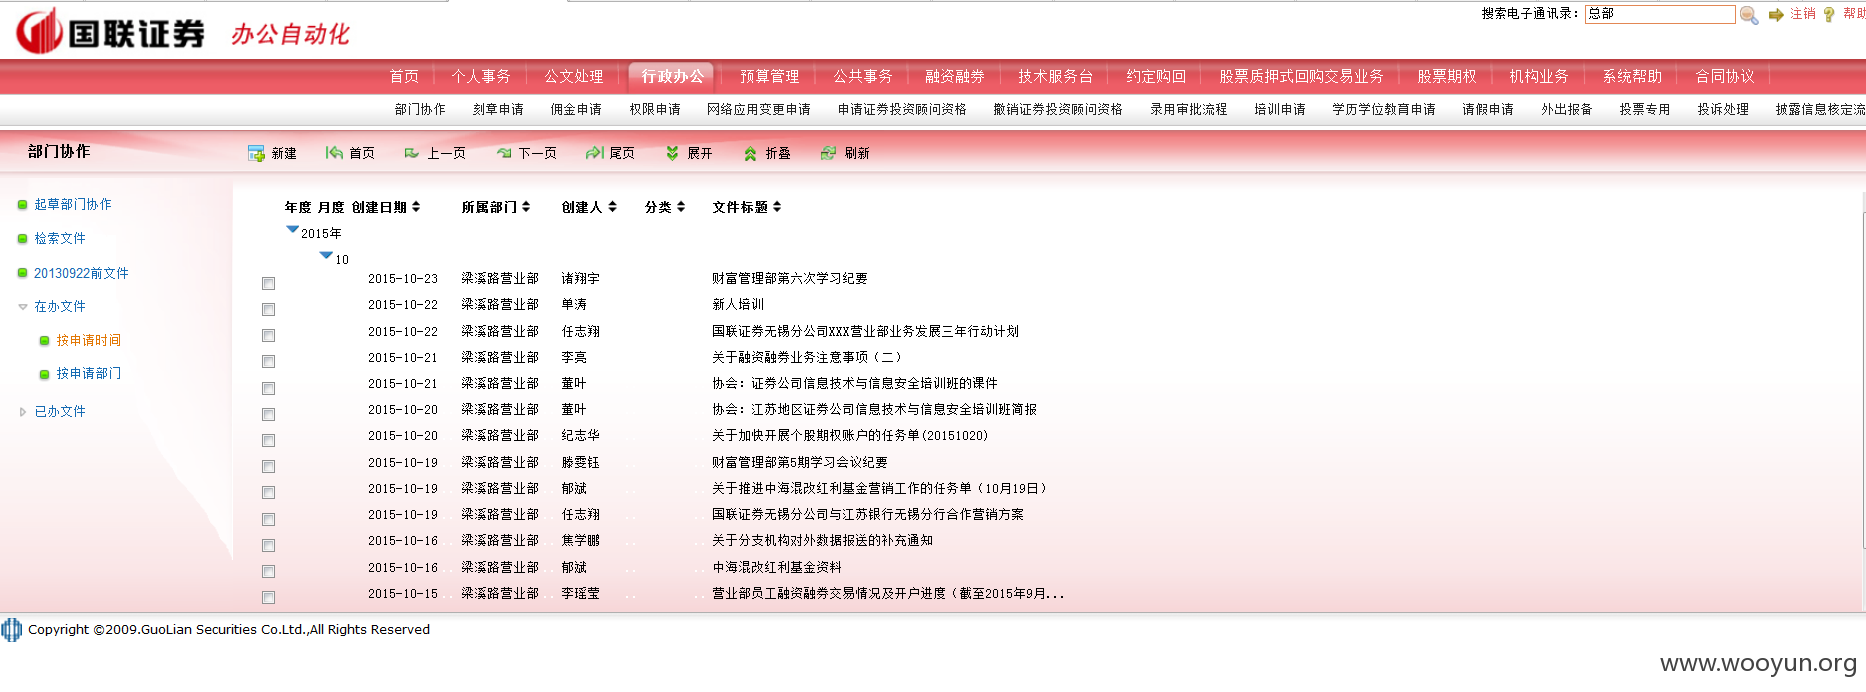 搜索电子通讯录： 总部 注销 帮助
国联证券 办公自动化
首页 个人事务 公文处理 行政办公 预算管理 公共事务 融资融券 技术服务台 约定购回 股票质押式回购交易业务 股票期权 机构业务 系统帮助 合同协议
部门协作 刻章申请 佣金申请 权限申请 网络应用变更申请 申请证券投资顾问资格 撤销证券投资顾问资格 录用审批流程 培训申请 学历学位教育申请 请假申请 外出报备 投票专用 投诉处理 披露信息核定流
部门协作 新建 首页 上一页 下一页 尾页 展开 折叠 刷新
起草部门协作
检索文件
20130922前文件
在办文件
按申请时间
按申请部门
已办文件
年度 月度 创建日期 所属部门 创建人 分类 文件标题
2015年
10
2015-10-23 梁溪路营业部 诸翔宇 财富管理部第六次学习纪要
2015-10-22 梁溪路营业部 单涛 新人培训
2015-10-22 梁溪路营业部 任志翔 国联证券无锡分公司XXX营业部业务发展三年行动计划
2015-10-21 梁溪路营业部 李亮 关于融资融券业务注意事项（二）
2015-10-21 梁溪路营业部 董叶 协会：证券公司信息技术与信息安全培训班的课件
2015-10-20 梁溪路营业部 董叶 协会：江苏地区证券公司信息技术与信息安全培训班简报
2015-10-20 梁溪路营业部 纪志华 关于加快开展个股期权账户的任务单(20151020)
2015-10-19 梁溪路营业部 滕雯钰 财富管理部第5期学习会议纪要
2015-10-19 梁溪路营业部 郁斌 关于推进中海混改红利基金营销工作的任务单（10月19日）
2015-10-19 梁溪路营业部 任志翔 国联证券无锡分公司与江苏银行无锡分行合作营销方案
2015-10-16 梁溪路营业部 焦学鹏 关于分支机构对外数据报送的补充通知
2015-10-16 梁溪路营业部 郁斌 中海混改红利基金资料
2015-10-15 梁溪路营业部 李瑶莹 营业部员工融资融券交易情况及开户进度（截至2015年9月...
Copyright ©2009.GuoLian Securities Co.Ltd.,All Rights Reserved
www.wooyun.org